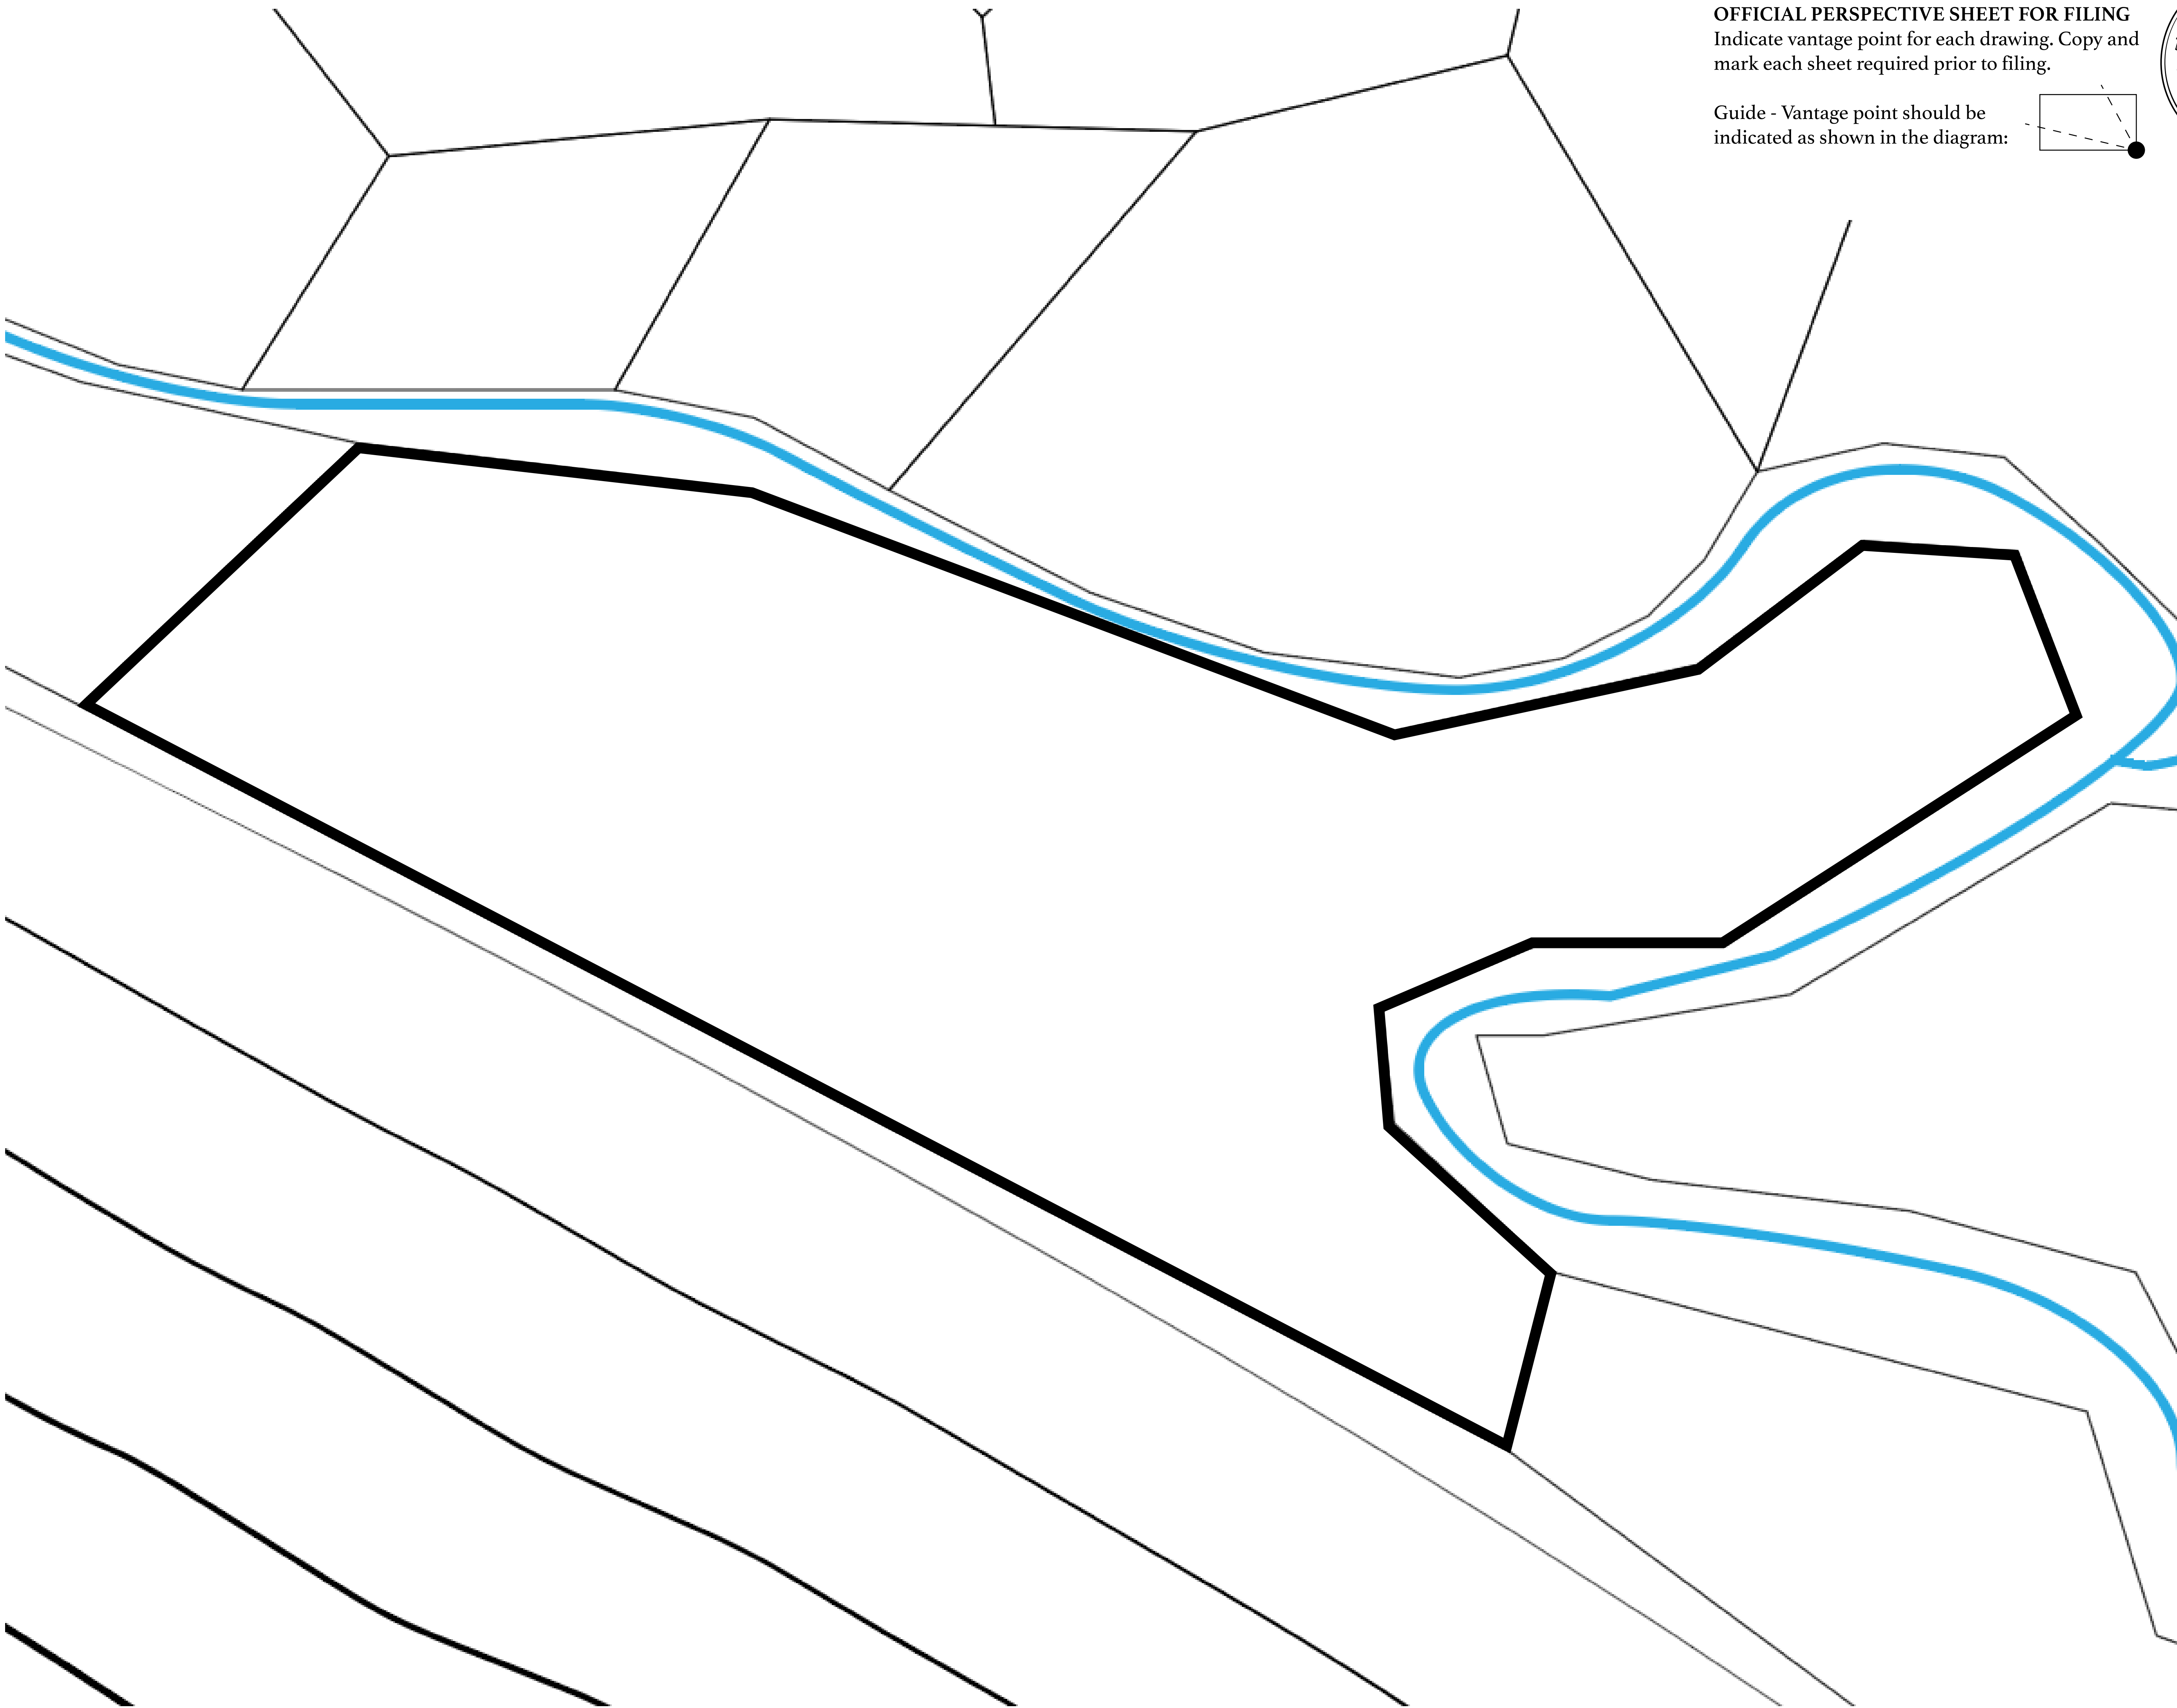 OFFICIAL PERSPECTIVE SHEET FOR FILING
Indicate vantage point for each drawing. Copy and
mark each sheet required prior to filing.
Guide - Vantage point should be
indicated as shown in the diagram: